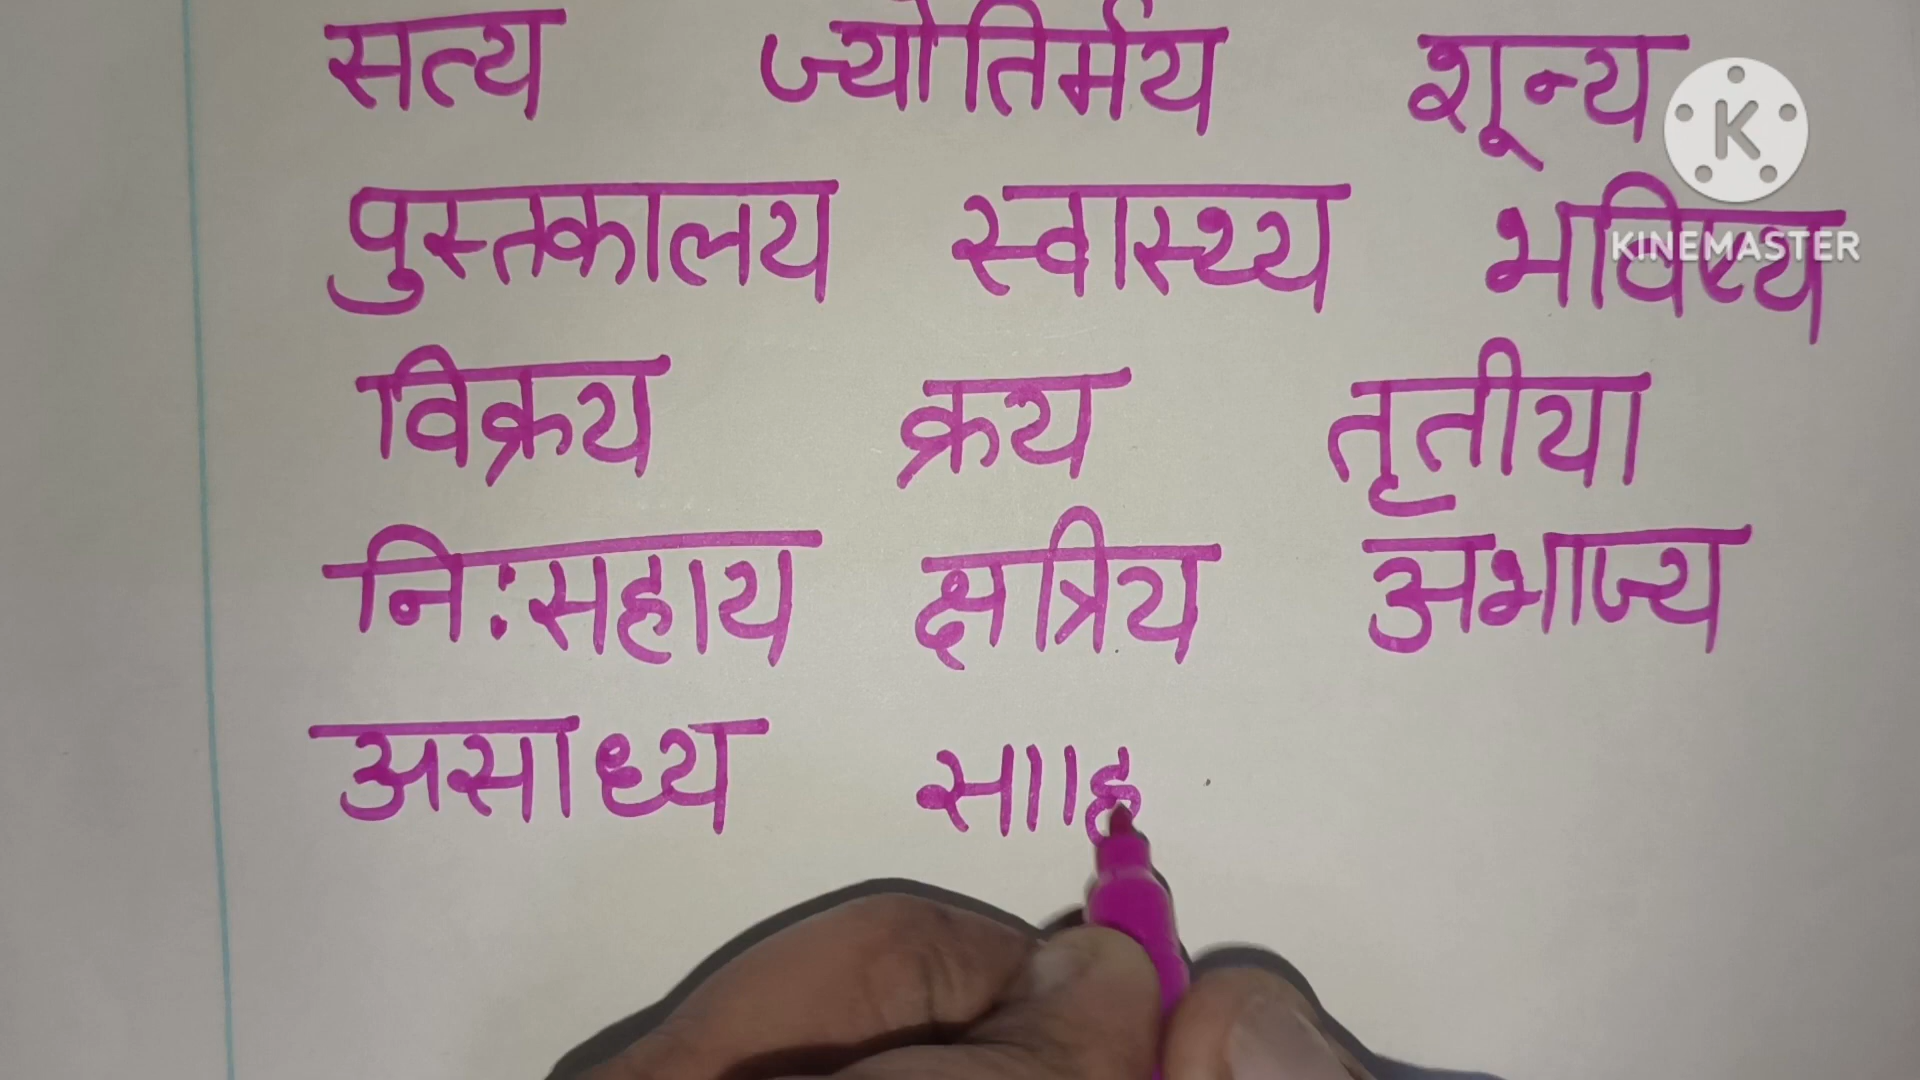 सत्य ज्योतिर्मय शून्य
K
पुस्तकालय स्वास्थ्य भविष्य
KINEMASTER
विक्रय क्रय तृतीया
नि:सहाय क्षत्रिय अभाज्य
असाध्य